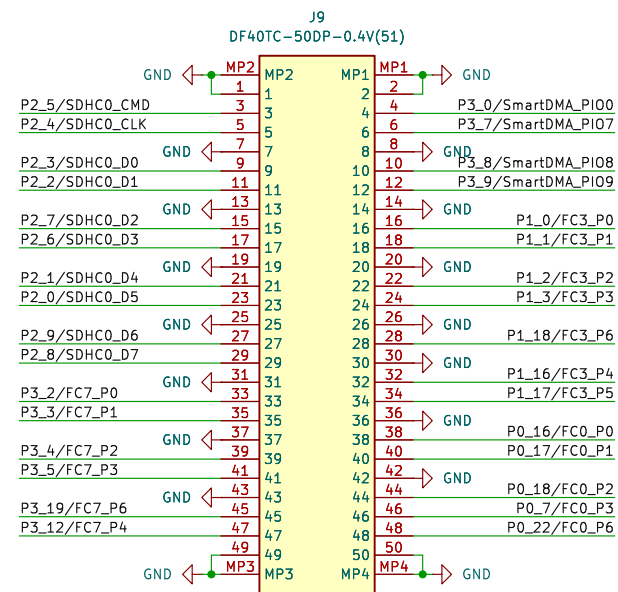 J9
DF40TC-50DP-0.4V(51)
GND MP2 MP2 MP1 MP1 GND
1 1 2 2
P2_5/SDHC0_CMD 3 3 4 4 P3_0/SmartDMA_PIO0
P2_4/SDHC0_CLK 5 5 6 6 P3_7/SmartDMA_PIO7
GND 7 7 8 8 GND
P2_3/SDHC0_D0 9 9 10 10 P3_8/SmartDMA_PIO8
P2_2/SDHC0_D1 11 11 12 12 P3_9/SmartDMA_PIO9
GND 13 13 14 14 GND
P2_7/SDHC0_D2 15 15 16 16 P1_0/FC3_P0
P2_6/SDHC0_D3 17 17 18 18 P1_1/FC3_P1
GND 19 19 20 20 GND
P2_1/SDHC0_D4 21 21 22 22 P1_2/FC3_P2
P2_0/SDHC0_D5 23 23 24 24 P1_3/FC3_P3
GND 25 25 26 26 GND
P2_9/SDHC0_D6 27 27 28 28 P1_18/FC3_P6
P2_8/SDHC0_D7 29 29 30 30 GND
GND 31 31 32 32 P1_16/FC3_P4
P3_2/FC7_P0 33 33 34 34 P1_17/FC3_P5
P3_3/FC7_P1 35 35 36 36 GND
GND 37 37 38 38 P0_16/FC0_P0
P3_4/FC7_P2 39 39 40 40 P0_17/FC0_P1
P3_5/FC7_P3 41 41 42 42 GND
GND 43 43 44 44 P0_18/FC0_P2
P3_19/FC7_P6 45 45 46 46 P0_7/FC0_P3
P3_12/FC7_P4 47 47 48 48 P0_22/FC0_P6
49 49 50 50
GND MP3 MP3 MP4 MP4 GND